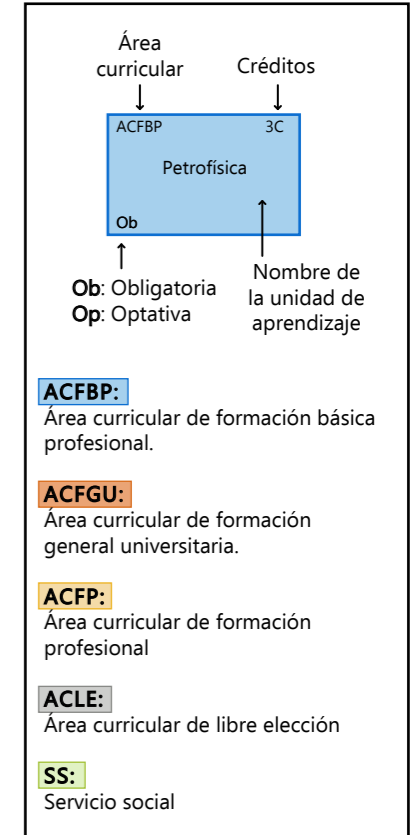 Área
curricular
Créditos
ACFBP 3C
Petrofísica
Ob
Ob: Obligatoria
Op: Optativa
Nombre de
la unidad de
aprendizaje
ACFBP:
Área curricular de formación básica
profesional.
ACFGU:
Área curricular de formación
general universitaria.
ACFP:
Área curricular de formación
profesional
ACLE:
Área curricular de libre elección
SS:
Servicio social